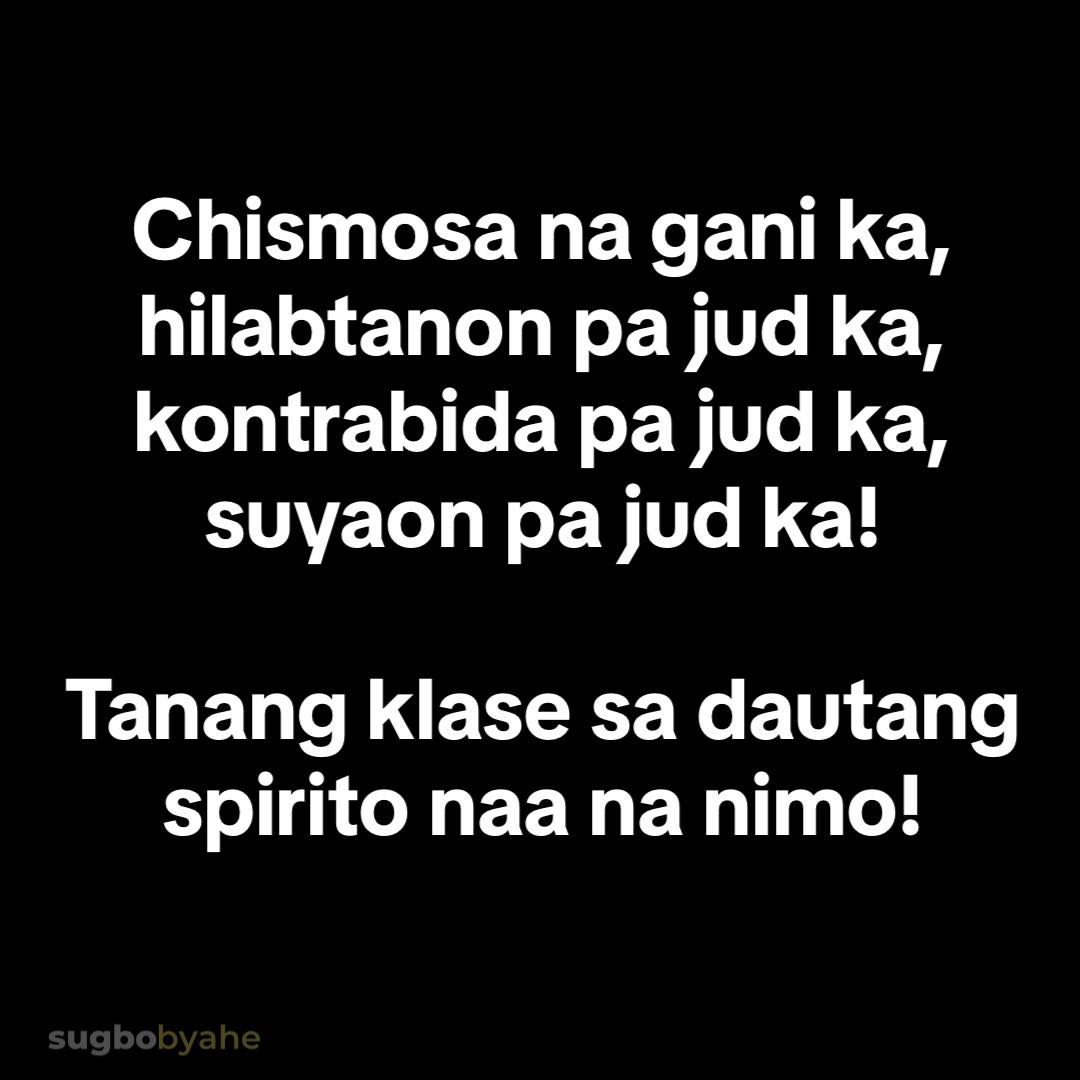 Chismosa na gani ka,
hilabtanon pa jud ka,
kontrabida pa jud ka,
suyaon pa jud ka!
Tanang klase sa dautang
spirito naa na nimo!
sugbobyahe